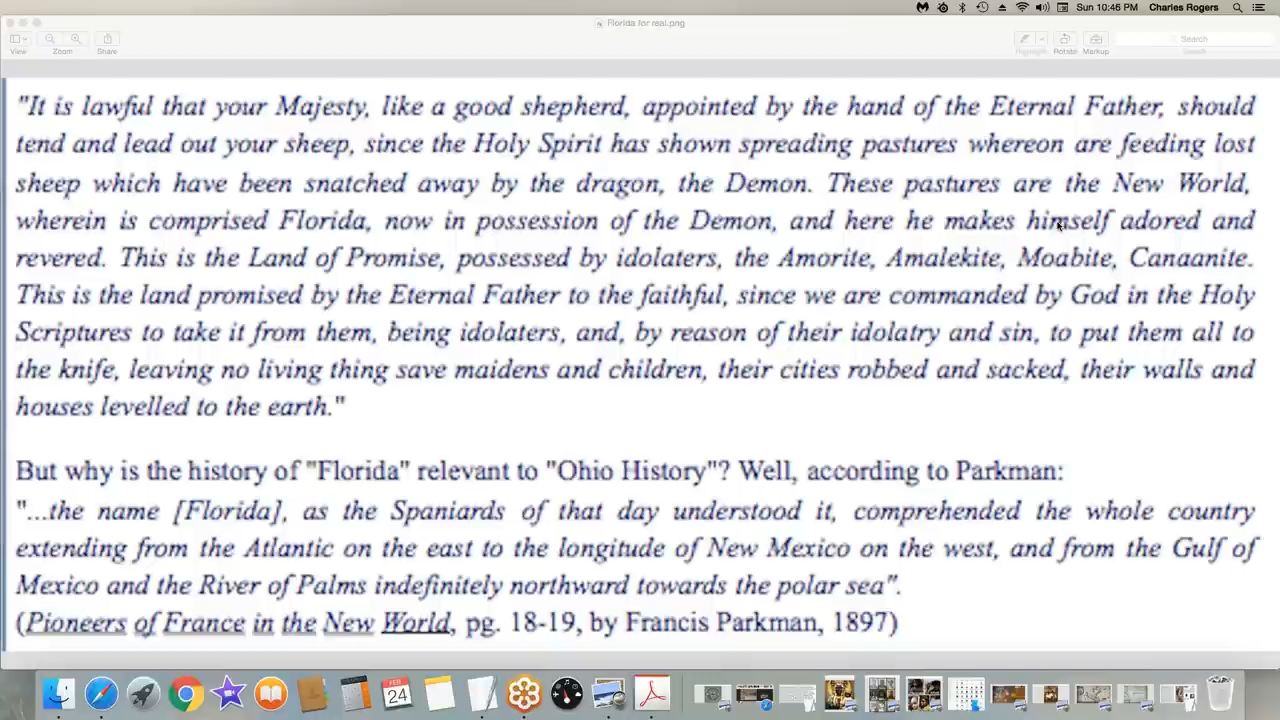 Sun 10:46 PM Charles Rogers
Florida for real.png
View Zoom Share Highlight Rotate Markup Search
Search
"It is lawful that your Majesty, like a good shepherd, appointed by the hand of the Eternal Father, should
tend and lead out your sheep, since the Holy Spirit has shown spreading pastures whereon are feeding lost
sheep which have been snatched away by the dragon, the Demon. These pastures are the New World,
wherein is comprised Florida, now in possession of the Demon, and here he makes himself adored and
revered. This is the Land of Promise, possessed by idolaters, the Amorite, Amalekite, Moabite, Canaanite.
This is the land promised by the Eternal Father to the faithful, since we are commanded by God in the Holy
Scriptures to take it from them, being idolaters, and, by reason of their idolatry and sin, to put them all to
the knife, leaving no living thing save maidens and children, their cities robbed and sacked, their walls and
houses levelled to the earth."
But why is the history of "Florida" relevant to "Ohio History"? Well, according to Parkman:
"...the name [Florida], as the Spaniards of that day understood it, comprehended the whole country
extending from the Atlantic on the east to the longitude of New Mexico on the west, and from the Gulf of
Mexico and the River of Palms indefinitely northward towards the polar sea".
(Pioneers of France in the New World, pg. 18-19, by Francis Parkman, 1897)
FEB
24